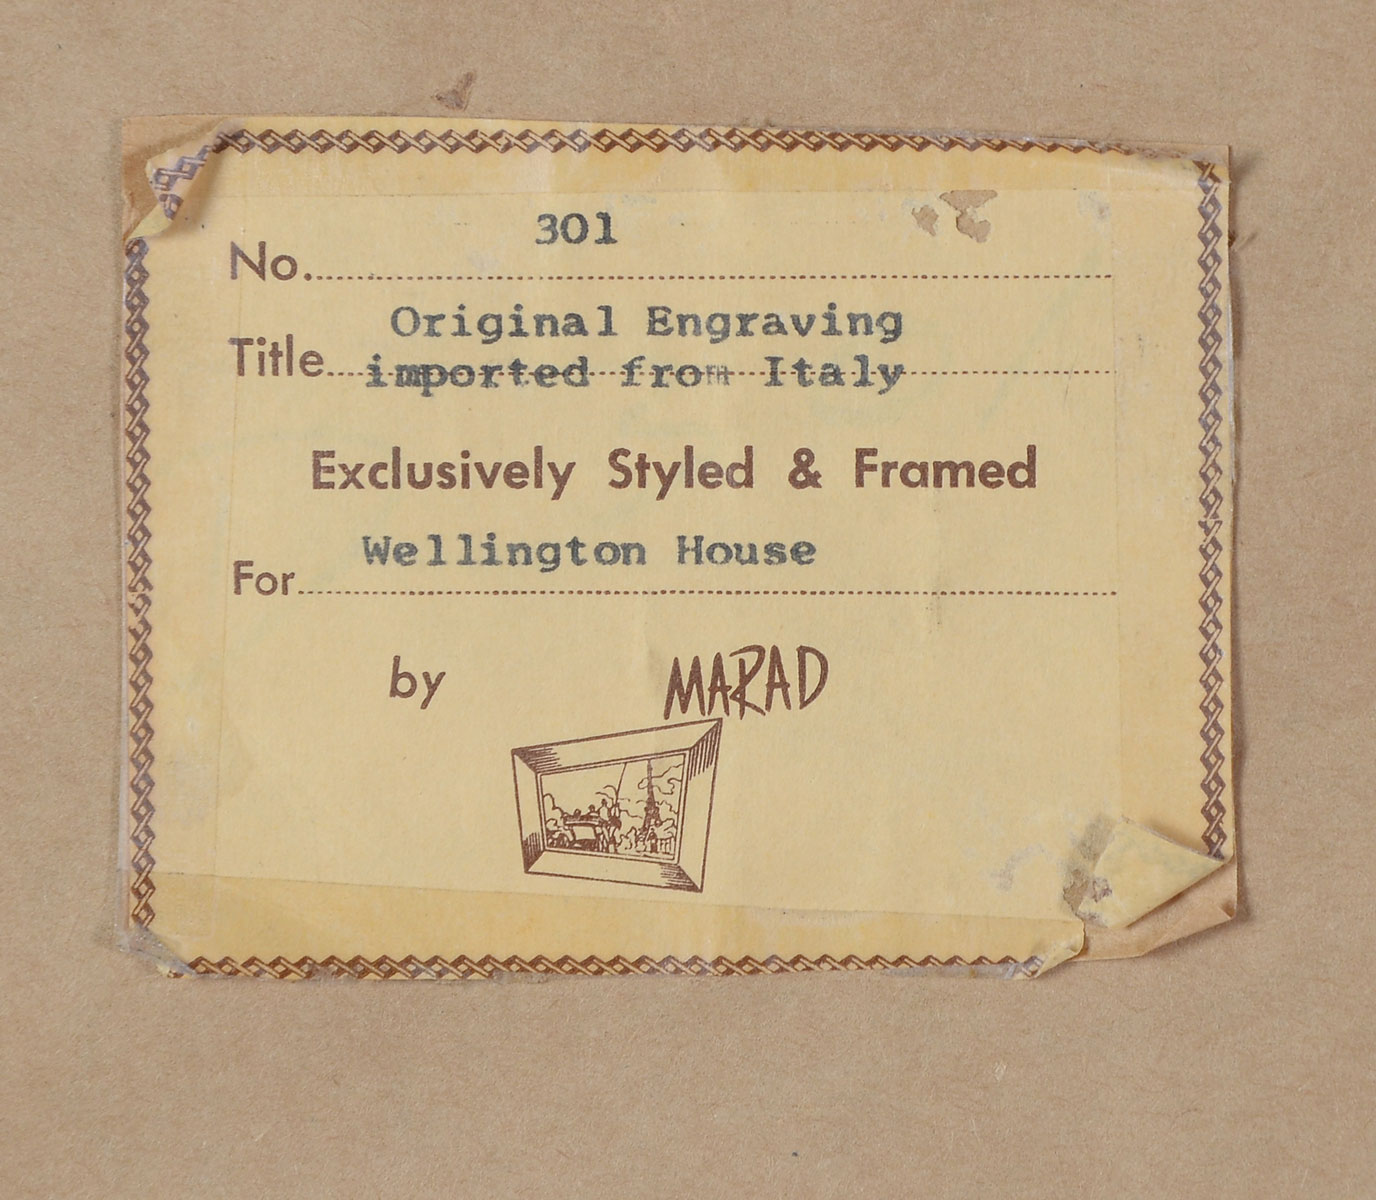 No. 301
Original Engraving
Title imported from Italy
Exclusively Styled & Framed
For Wellington House
by MARAD